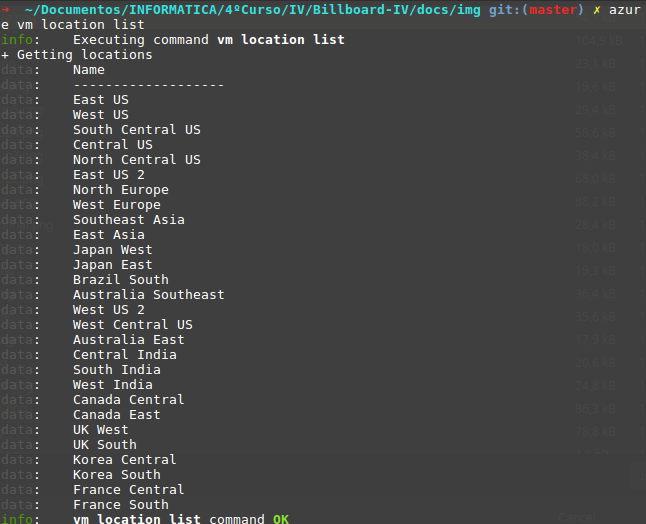 ➜  ~/Documentos/INFORMATICA/4ºCurso/IV/Billboard-IV/docs/img git:(master) ✗ azur
e vm location list
info:    Executing command vm location list
+ Getting locations
data:    Name
data:    -------------------
data:    East US
data:    West US
data:    South Central US
data:    Central US
data:    North Central US
data:    East US 2
data:    North Europe
data:    West Europe
data:    Southeast Asia
data:    East Asia
data:    Japan West
data:    Japan East
data:    Brazil South
data:    Australia Southeast
data:    West US 2
data:    West Central US
data:    Australia East
data:    Central India
data:    South India
data:    West India
data:    Canada Central
data:    Canada East
data:    UK West
data:    UK South
data:    Korea Central
data:    Korea South
data:    France Central
data:    France South
info:    vm location list command OK